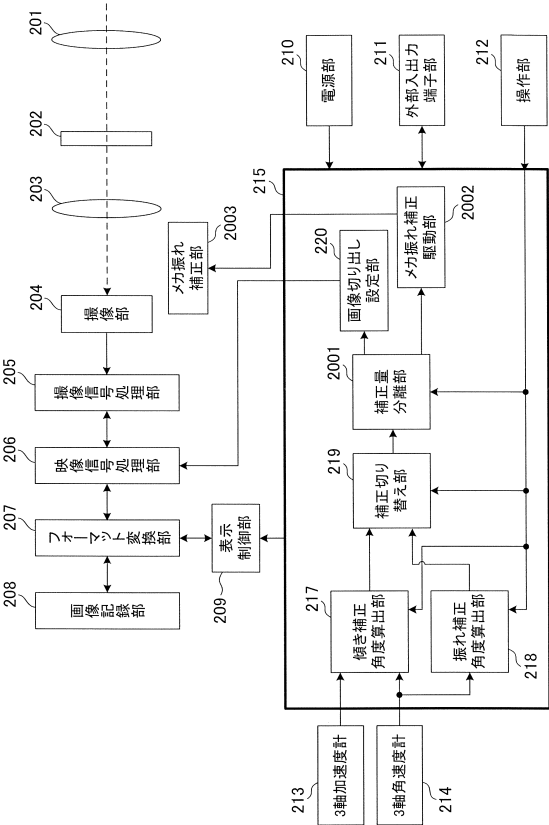 201
202
203
204
撮像部
205
撮像信号処理部
206
映像信号処理部
207
フォーマット変換部
208
画像記録部
209
表示
制御部
2003
メカ振れ
補正部
210
電源部
211
外部入出力
端子部
212
操作部
215
2002
メカ振れ補正
駆動部
220
画像切り出し
設定部
2001
補正量
分離部
219
補正切り
替え部
217
傾き補正
角度算出部
218
振れ補正
角度算出部
213
3軸加速度計
214
3軸角速度計